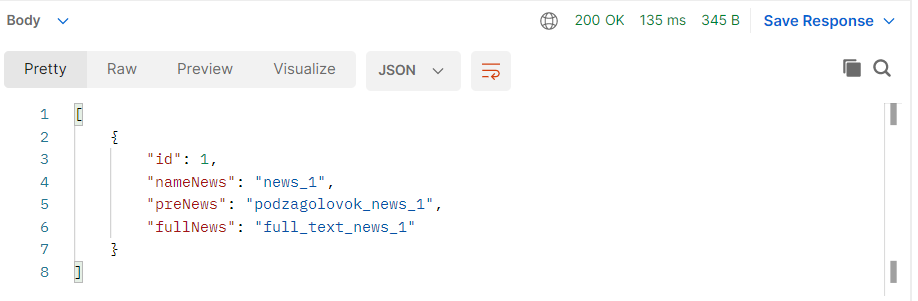 Body 200 OK 135 ms 345 B Save Response
Pretty Raw Preview Visualize JSON
1 [
2 {
3 "id": 1,
4 "nameNews": "news_1",
5 "preNews": "podzagolovok_news_1",
6 "fullNews": "full_text_news_1"
7 }
8 ]